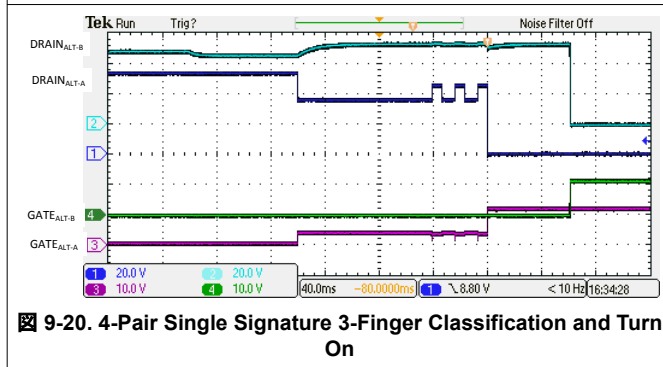 Tek Run Trig? Noise Filter Off
DRAINALT-B
DRAINALT-A
2
1
GATEALT-B 4
GATEALT-A 3
1 20.0 V 2 20.0 V
3 10.0 V 4 10.0 V
40.0ms -80.0000ms 1 \ 8.80 V < 10 Hz 16:34:28
図 9-20. 4-Pair Single Signature 3-Finger Classification and Turn
On